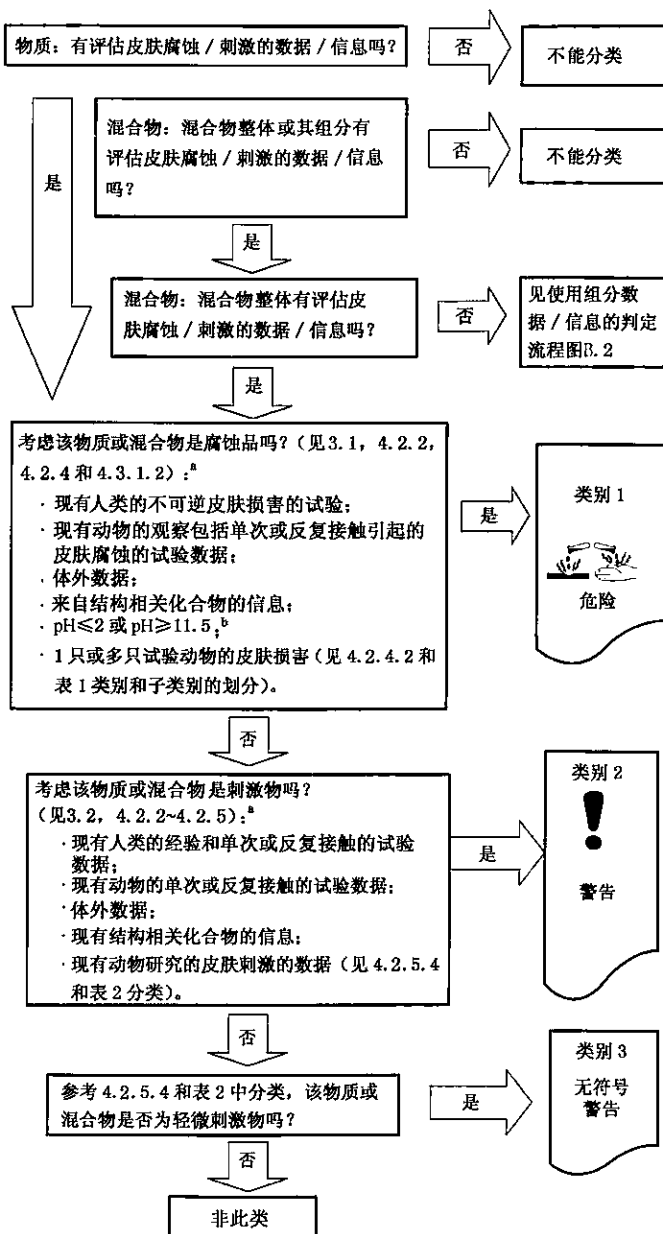 物质：有评估皮肤腐蚀／刺激的数据／信息吗？
否
不能分类
是
混合物：混合物整体或其组分有
评估皮肤腐蚀／刺激的数据／信息
吗？
否
不能分类
是
混合物：混合物整体有评估皮
肤腐蚀／刺激的数据／信息吗？
否
见使用组分数
据／信息的判定
流程图B.2
是
考虑该物质或混合物是腐蚀品吗？（见3.1，4.2.2，
4.2.4和4.3.1.2）：a
· 现有人类的不可逆皮肤损害的试验；
· 现有动物的观察包括单次或反复接触引起的
皮肤腐蚀的试验数据；
· 体外数据；
· 来自结构相关化合物的信息；
· pH≤2或pH≥11.5；b
· 1只或多只试验动物的皮肤损害（见4.2.4.2和
表1类别和子类别的划分）。
是
类别1
危险
否
考虑该物质或混合物是刺激物吗？
（见3.2，4.2.2~4.2.5）：a
· 现有人类的经验和单次或反复接触的试验
数据；
· 现有动物的单次或反复接触的试验数据；
· 体外数据；
· 现有结构相关化合物的信息；
· 现有动物研究的皮肤刺激的数据（见4.2.5.4
和表2分类）。
是
类别2
警告
否
参考4.2.5.4和表2中分类，该物质或
混合物是否为轻微刺激物吗？
是
类别3
无符号
警告
否
非此类